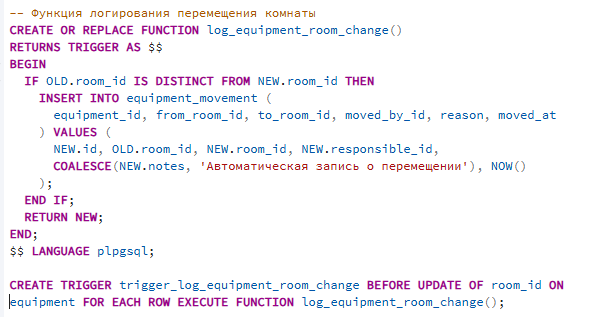 -- Функция логирования перемещения комнаты
CREATE OR REPLACE FUNCTION log_equipment_room_change()
RETURNS TRIGGER AS $$
BEGIN
  IF OLD.room_id IS DISTINCT FROM NEW.room_id THEN
    INSERT INTO equipment_movement (
      equipment_id, from_room_id, to_room_id, moved_by_id, reason, moved_at
    ) VALUES (
      NEW.id, OLD.room_id, NEW.room_id, NEW.responsible_id,
      COALESCE(NEW.notes, 'Автоматическая запись о перемещении'), NOW()
    );
  END IF;
  RETURN NEW;
END;
$$ LANGUAGE plpgsql;

CREATE TRIGGER trigger_log_equipment_room_change BEFORE UPDATE OF room_id ON
equipment FOR EACH ROW EXECUTE FUNCTION log_equipment_room_change();